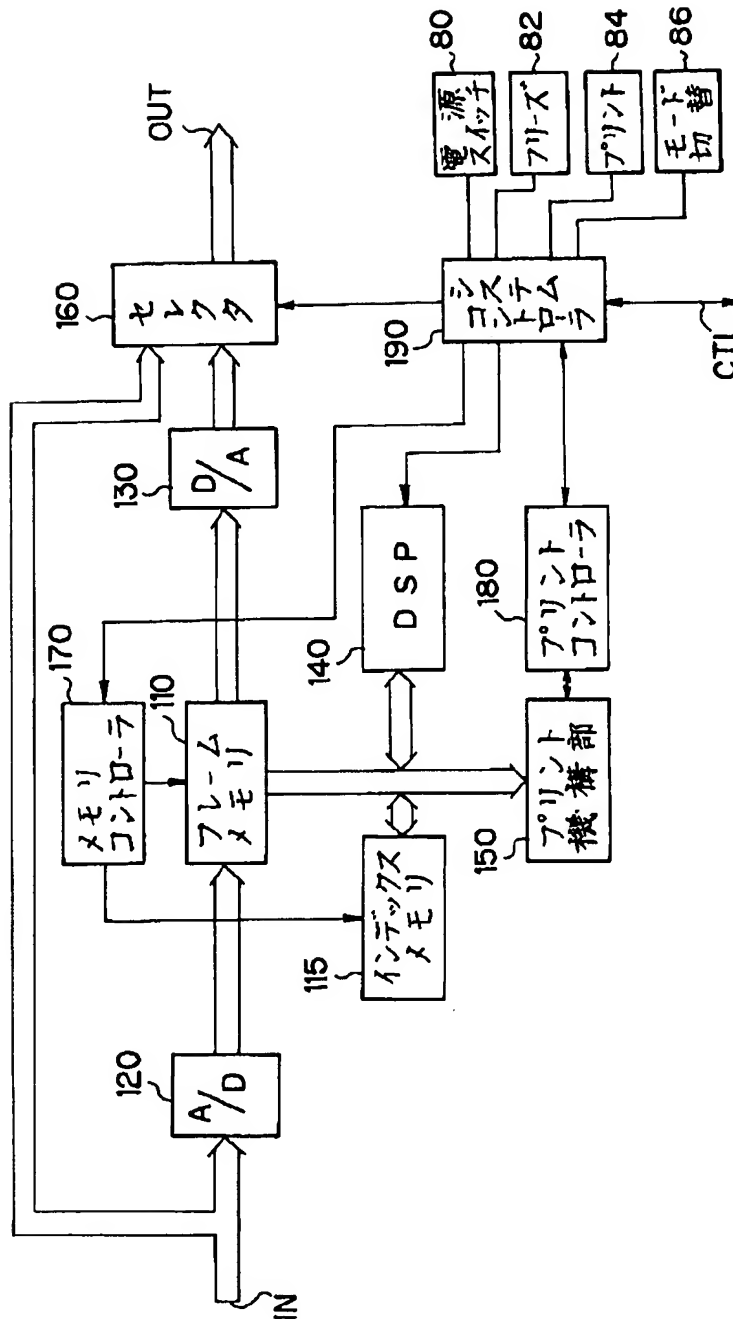 IN
120
A/D
115
インデックス
メモリ
170
メモリ
コントローラ
110
フレーム
メモリ
130
D/A
160
セレクタ
OUT
140
DSP
150
プリント
機構部
180
プリント
コントローラ
190
システム
コントローラ
80
電源
スイッチ
82
フリーズ
84
プリント
86
モード
切替
CTL